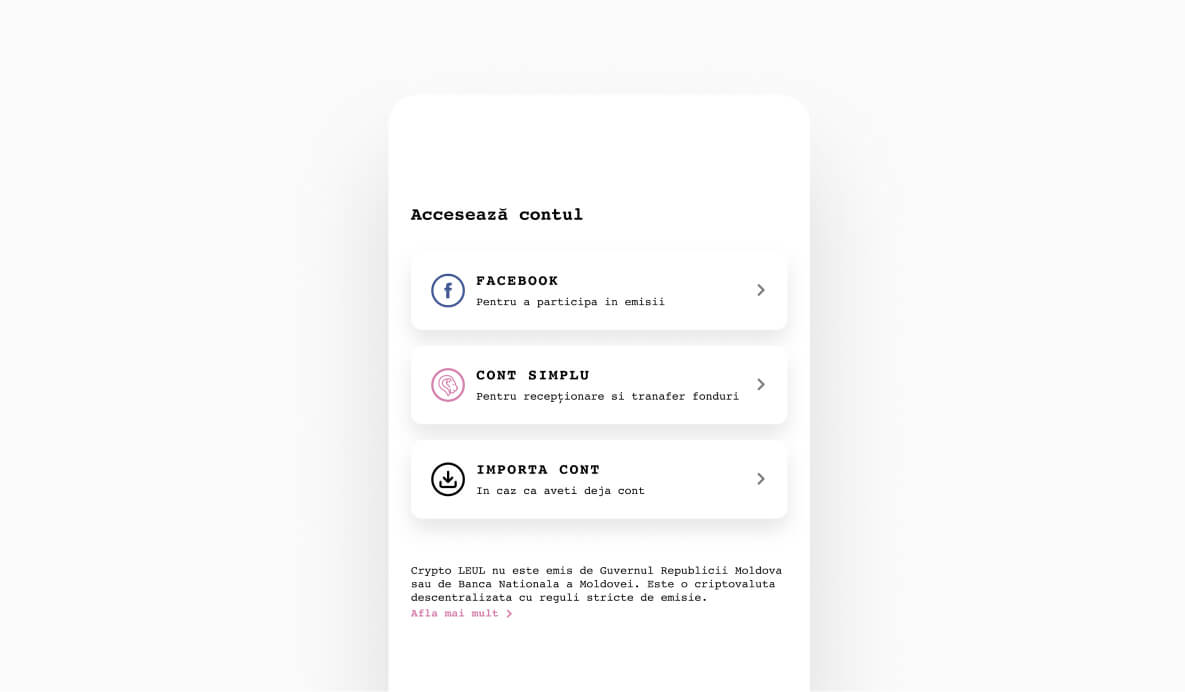 Accesează contul
FACEBOOK
Pentru a participa in emisii
CONT SIMPLU
Pentru recepționare si tranafer fonduri
IMPORTA CONT
In caz ca aveti deja cont
Crypto LEUL nu este emis de Guvernul Republicii Moldova
sau de Banca Nationala a Moldovei. Este o criptovaluta
descentralizata cu reguli stricte de emisie.
Afla mai mult